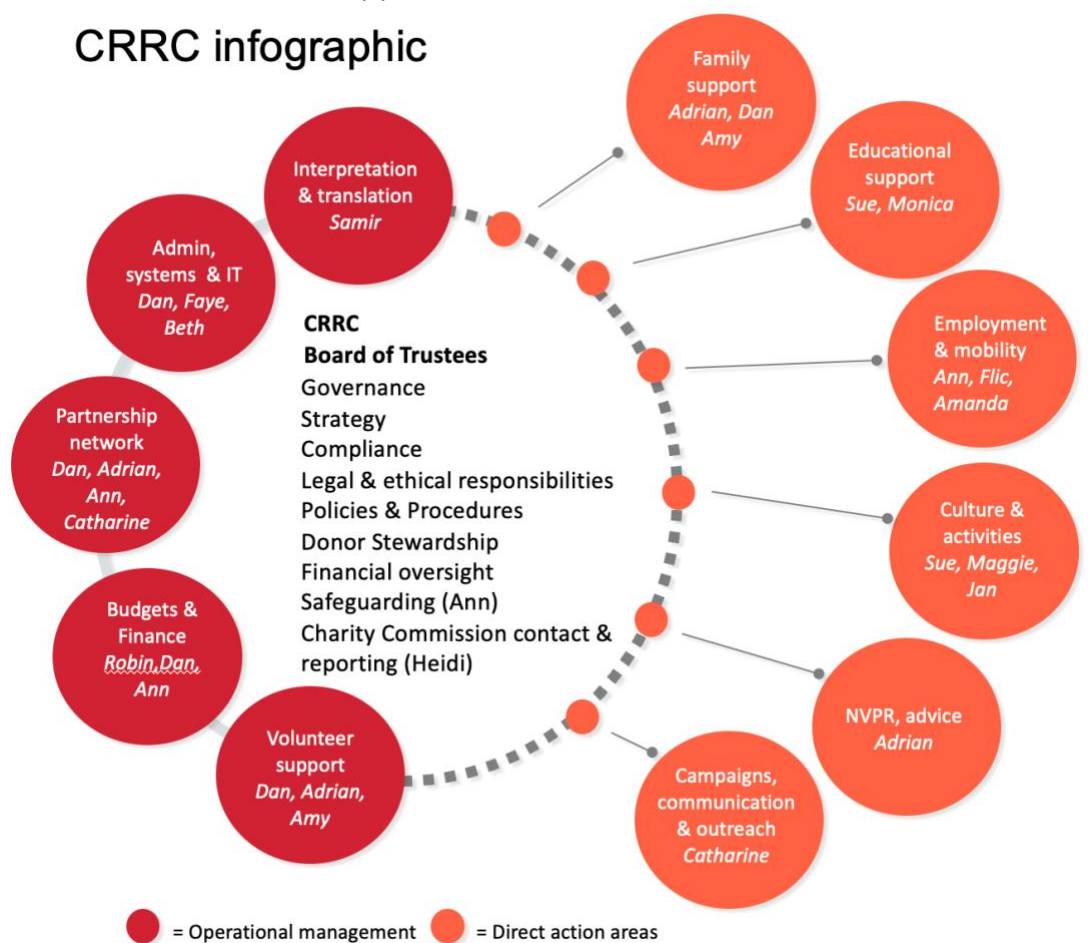 CRRC infographic
Interpretation
& translation
Samir
Admin,
systems & IT
Dan, Faye,
Beth
Partnership
network
Dan, Adrian,
Ann,
Catharine
Budgets &
Finance
Robin,Dan,
Ann
Volunteer
support
Dan, Adrian,
Amy
CRRC
Board of Trustees
Governance
Strategy
Compliance
Legal & ethical responsibilities
Policies & Procedures
Donor Stewardship
Financial oversight
Safeguarding (Ann)
Charity Commission contact &
reporting (Heidi)
Family
support
Adrian, Dan
Amy
Educational
support
Sue, Monica
Employment
& mobility
Ann, Flic,
Amanda
Culture &
activities
Sue, Maggie,
Jan
NVPR, advice
Adrian
Campaigns,
communication
& outreach
Catharine
= Operational management
= Direct action areas